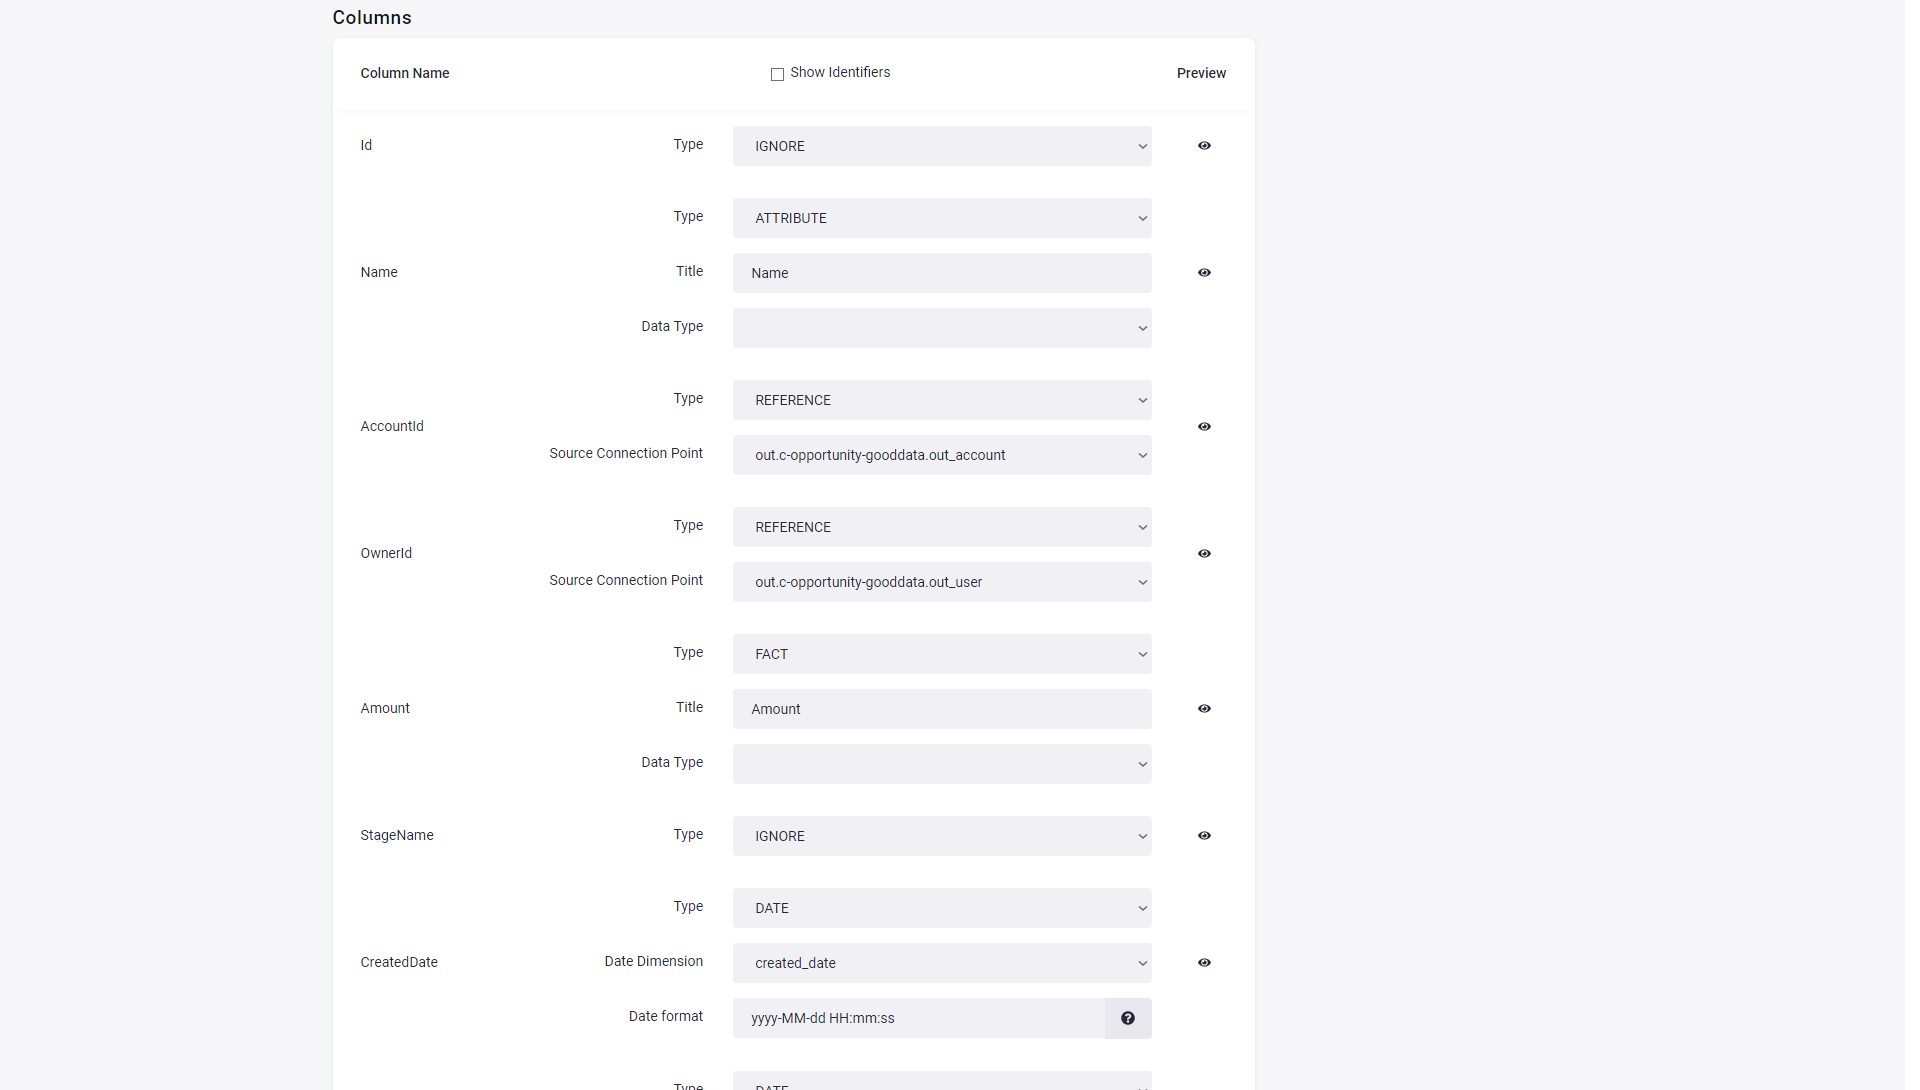 Columns
Column Name Show Identifiers Preview
Id Type IGNORE
Type ATTRIBUTE
Name Title Name
Data Type
Type REFERENCE
AccountId
Source Connection Point out.c-opportunity-gooddata.out_account
Type REFERENCE
OwnerId
Source Connection Point out.c-opportunity-gooddata.out_user
Type FACT
Amount Title Amount
Data Type
StageName Type IGNORE
Type DATE
CreatedDate Date Dimension created_date
Date format yyyy-MM-dd HH:mm:ss
Type DATE